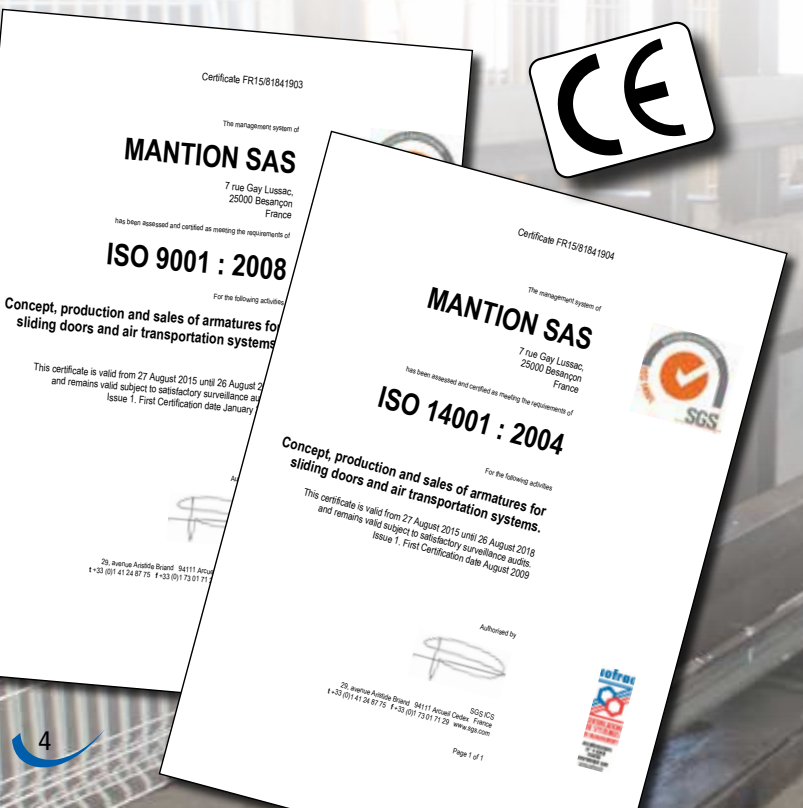 Certificate FR15/81841903
The management system of
MANTION SAS
7 rue Gay Lussac,
25000 Besançon
France
has been assessed and certified as meeting the requirements of
ISO 9001 : 2008
For the following activities
Concept, production and sales of armatures for
sliding doors and air transportation systems
This certificate is valid from 27 August 2015 until 26 August 2
and remains valid subject to satisfactory surveillance au
Issue 1. First Certification date January
Au
29, avenue Aristide Briand 94111 Arcue
t +33 (0)1 41 24 87 75 f +33 (0)1 73 01 71 2
CE
Certificate FR15/81841904
The management system of
MANTION SAS
7 rue Gay Lussac,
25000 Besançon
France
has been assessed and certified as meeting the requirements of
ISO 14001 : 2004
For the following activities
Concept, production and sales of armatures for
sliding doors and air transportation systems.
This certificate is valid from 27 August 2015 until 26 August 2018
and remains valid subject to satisfactory surveillance audits.
Issue 1. First Certification date August 2009
Authorised by
SGS ICS
29, avenue Aristide Briand 94111 Arcueil Cedex France
t +33 (0)1 41 24 87 75 f +33 (0)1 73 01 71 29 www.sgs.com
Page 1 of 1
SGS
cofrac
4